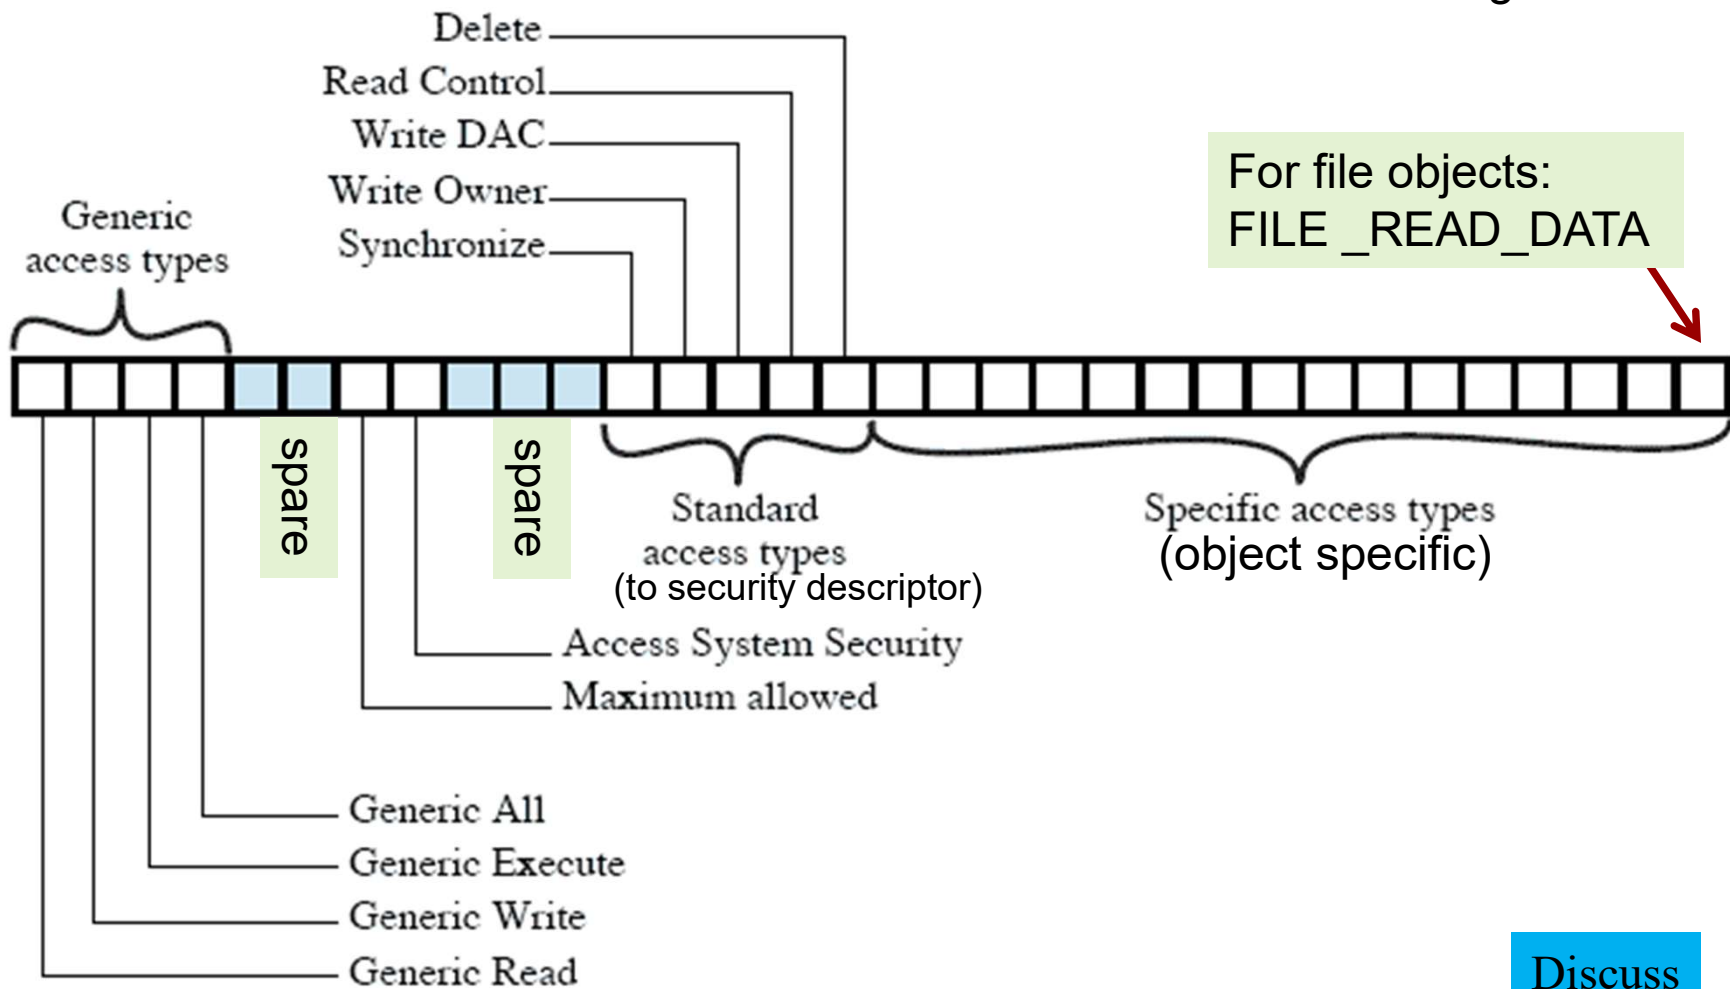 Delete
Read Control
Write DAC
Write Owner
Synchronize
Generic
access types
For file objects:
FILE _READ_DATA
spare
spare
Standard
access types
(to security descriptor)
Specific access types
(object specific)
Access System Security
Maximum allowed
Generic All
Generic Execute
Generic Write
Generic Read
Discuss